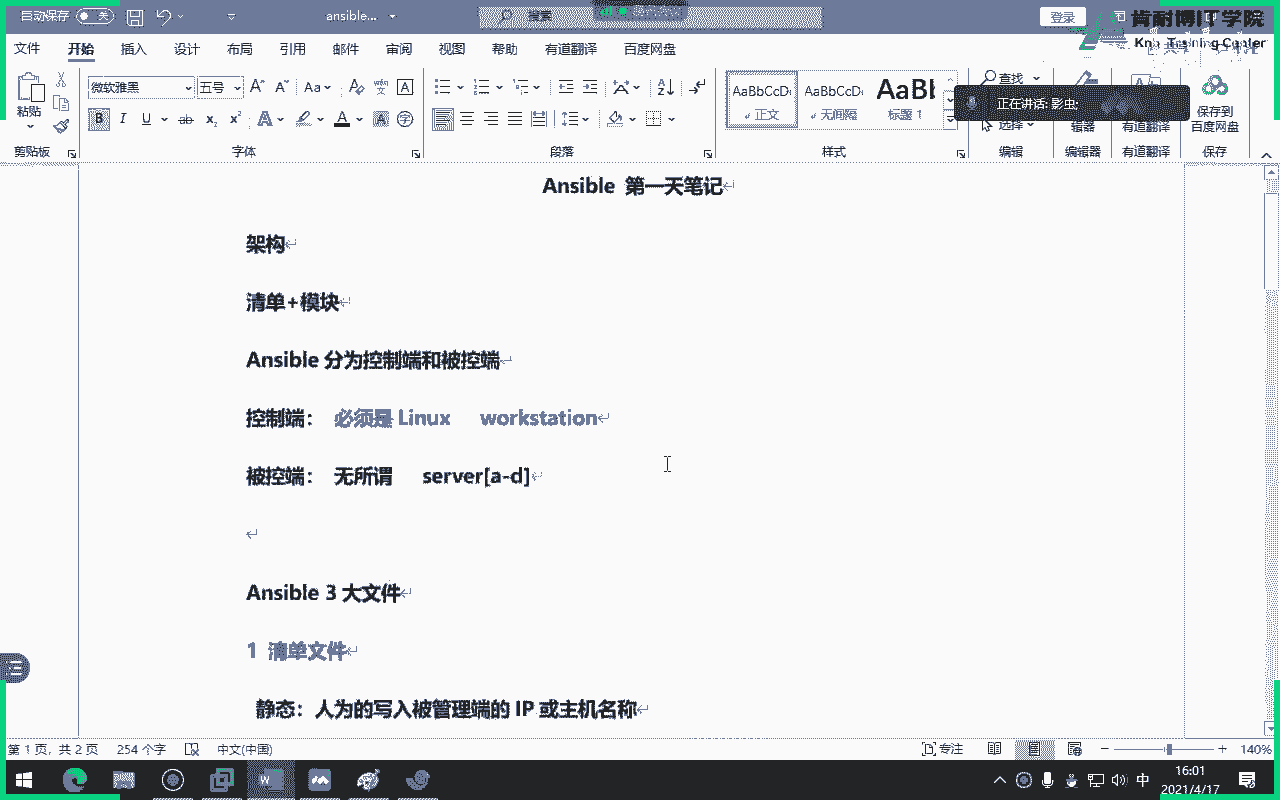 自动保存 关 ansible... 搜索 登录
肯耐博IT学院
Knb Training Center
文件 开始 插入 设计 布局 引用 邮件 审阅 视图 帮助 有道翻译 百度网盘
微软雅黑 五号 A A Aa A
查找
正在讲话: 影虫;
粘贴
B I U ab x₂ x² A A A 字
AaBbCcD AaBbCcD AaBl
正文 无间隔 标题 1
选择 辑器 有道翻译 保存到
百度网盘
剪贴板 字体 段落 样式 编辑 编辑器 有道翻译 保存
Ansible 第一天笔记
架构
清单+模块
Ansible 分为控制端和被控端
控制端： 必须是 Linux workstation
被控端： 无所谓 server[a-d]
Ansible 3 大文件
1 清单文件
静态：人为的写入被管理端的 IP 或主机名称
第 1 页，共 2 页 254 个字 中文(中国) 专注 140%
中 16:01
2021/4/17